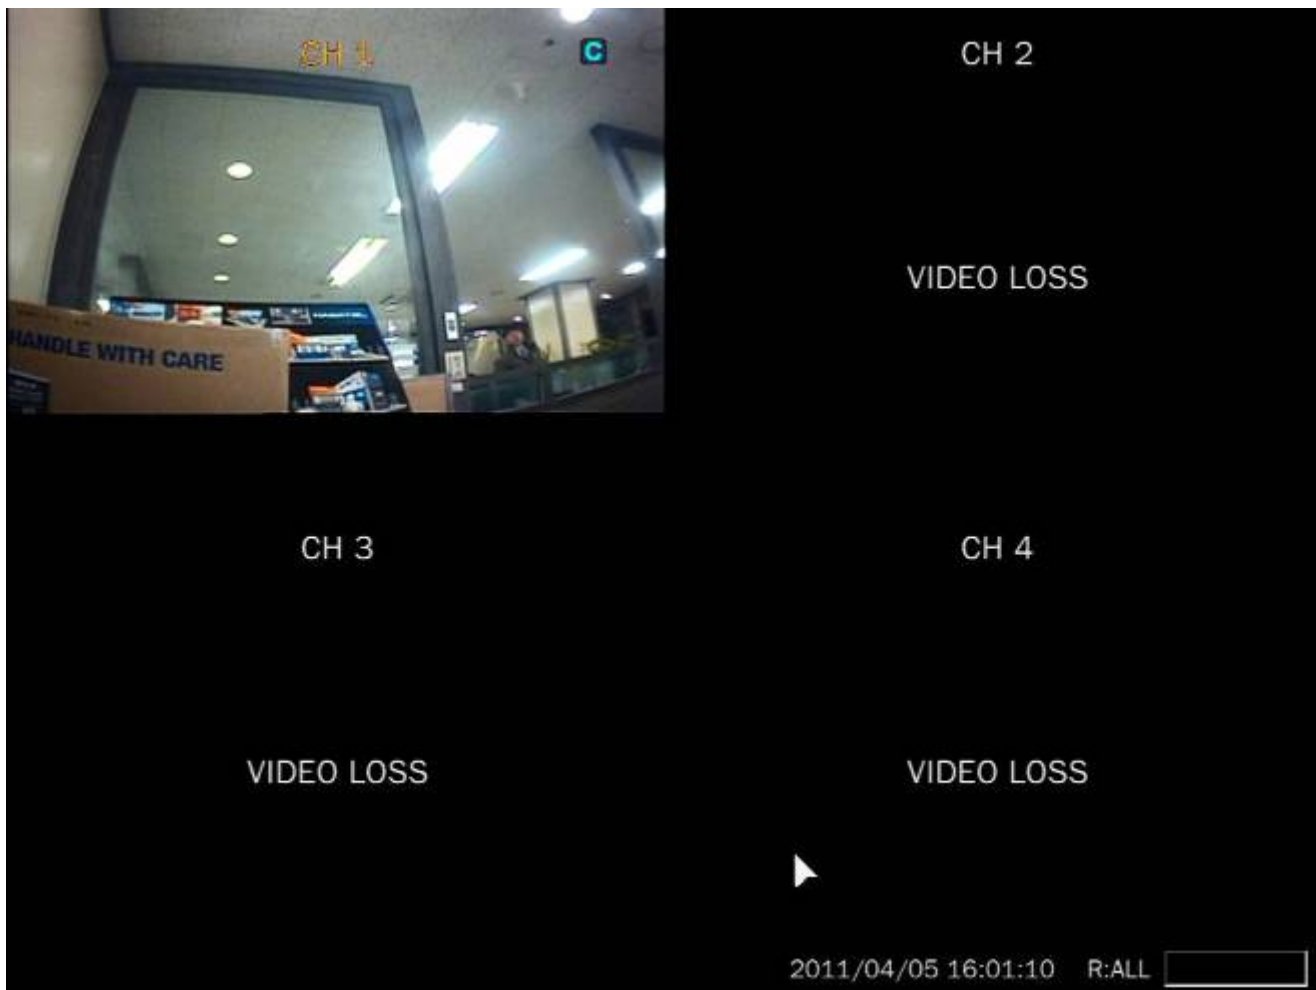 CH 1
C
CH 2
VIDEO LOSS
HANDLE WITH CARE
CH 3
CH 4
VIDEO LOSS
VIDEO LOSS
2011/04/05 16:01:10 R:ALL